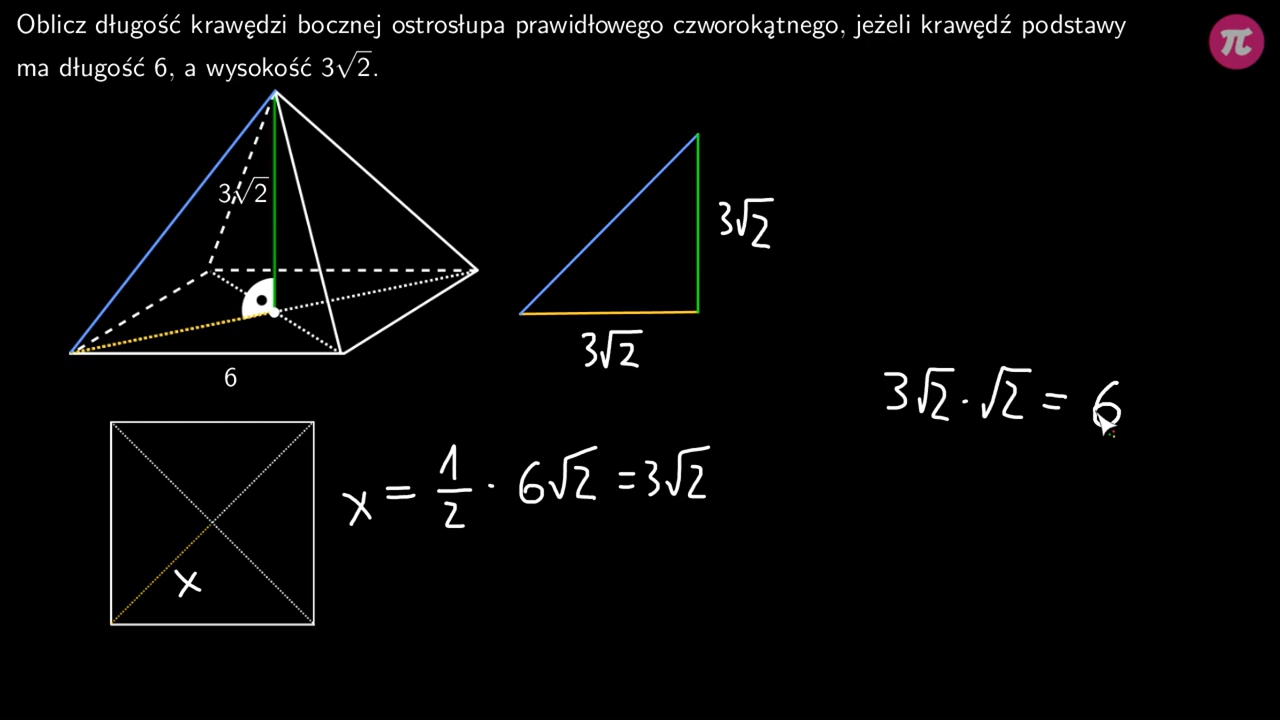 Oblicz długość krawędzi bocznej ostrosłupa prawidłowego czworokątnego, jeżeli krawędź podstawy
ma długość 6, a wysokość 3√2.
π
3√2
6
3√2
3√2
3√2 · √2 = 6
x = 1/2 · 6√2 = 3√2
x